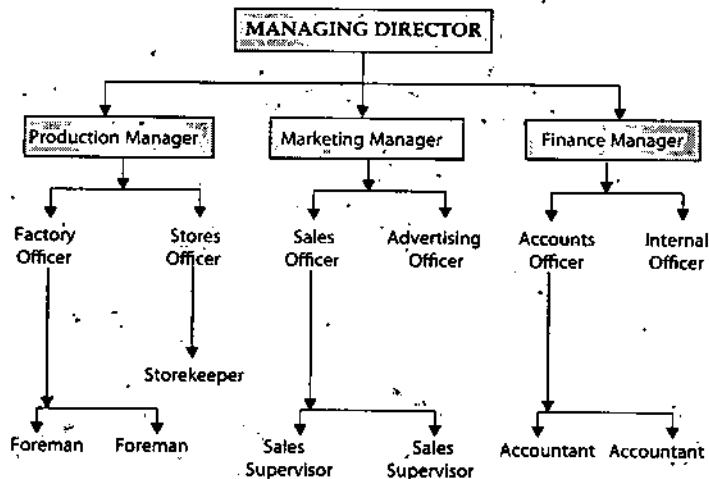 MANAGING DIRECTOR
Production Manager
Marketing Manager
Finance Manager
Factory
Officer
Stores
Officer
Sales
Officer
Advertising
Officer
Accounts
Officer
Internal
Officer
Storekeeper
Foreman
Foreman
Sales
Supervisor
Sales
Supervisor
Accountant
Accountant